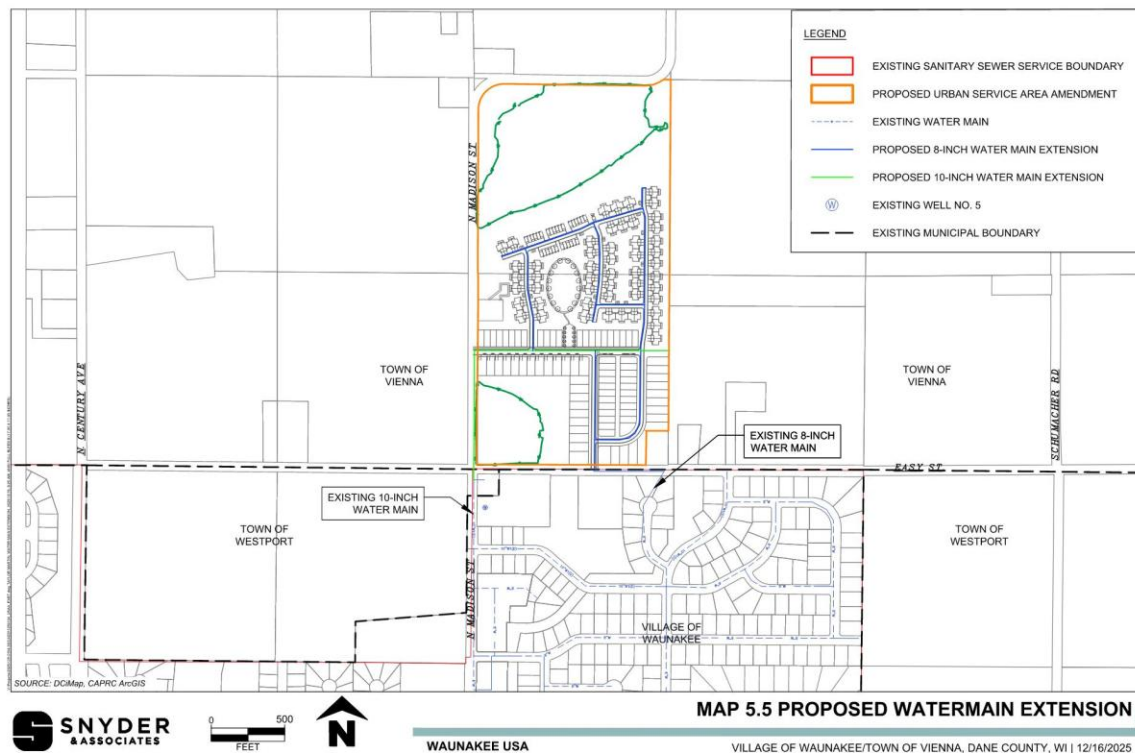 LEGEND
EXISTING SANITARY SEWER SERVICE BOUNDARY
PROPOSED URBAN SERVICE AREA AMENDMENT
EXISTING WATER MAIN
PROPOSED 8-INCH WATER MAIN EXTENSION
PROPOSED 10-INCH WATER MAIN EXTENSION
W
EXISTING WELL NO. 5
EXISTING MUNICIPAL BOUNDARY
N MADISON ST
N CENTURY AVE
TOWN OF
VIENNA
TOWN OF
VIENNA
SCHUMACHER RD
EXISTING 8-INCH
WATER MAIN
EASY ST
EXISTING 10-INCH
WATER MAIN
TOWN OF
WESTPORT
TOWN OF
WESTPORT
N MADISON ST
VILLAGE OF
WAUNAKEE
SOURCE: DCiMap, CAPRC ArcGIS
SNYDER
& ASSOCIATES
0 500
FEET
N
MAP 5.5 PROPOSED WATERMAIN EXTENSION
WAUNAKEE USA
VILLAGE OF WAUNAKEE/TOWN OF VIENNA, DANE COUNTY, WI | 12/16/2025